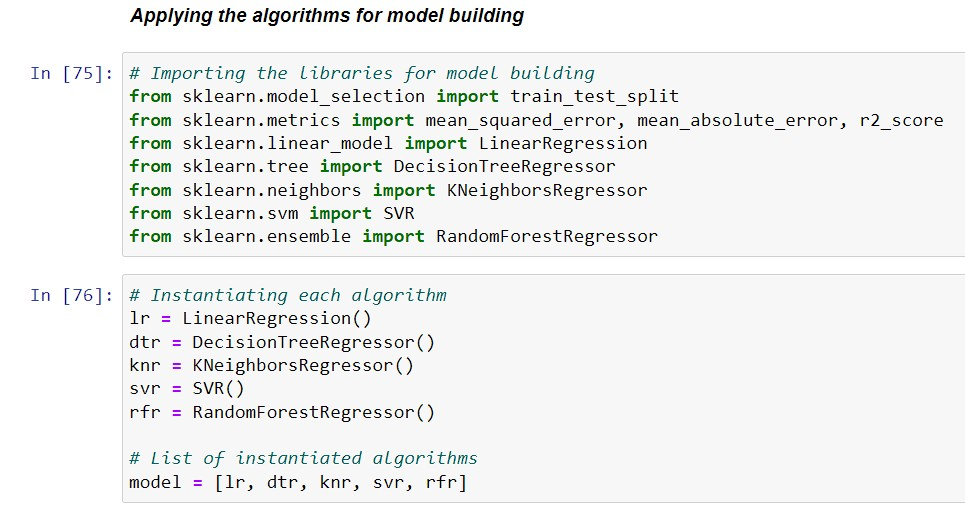 Applying the algorithms for model building
In [75]: # Importing the libraries for model building
from sklearn.model_selection import train_test_split
from sklearn.metrics import mean_squared_error, mean_absolute_error, r2_score
from sklearn.linear_model import LinearRegression
from sklearn.tree import DecisionTreeRegressor
from sklearn.neighbors import KNeighborsRegressor
from sklearn.svm import SVR
from sklearn.ensemble import RandomForestRegressor
In [76]: # Instantiating each algorithm
lr = LinearRegression()
dtr = DecisionTreeRegressor()
knr = KNeighborsRegressor()
svr = SVR()
rfr = RandomForestRegressor()
# List of instantiated algorithms
model = [lr, dtr, knr, svr, rfr]